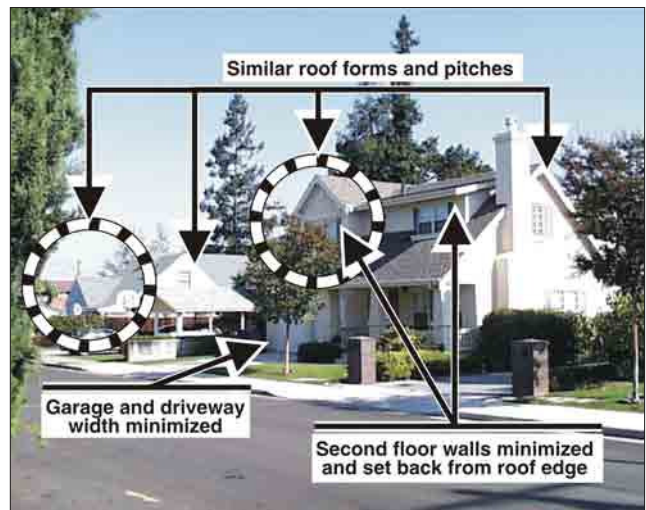 Similar roof forms and pitches
Garage and driveway
width minimized
Second floor walls minimized
and set back from roof edge